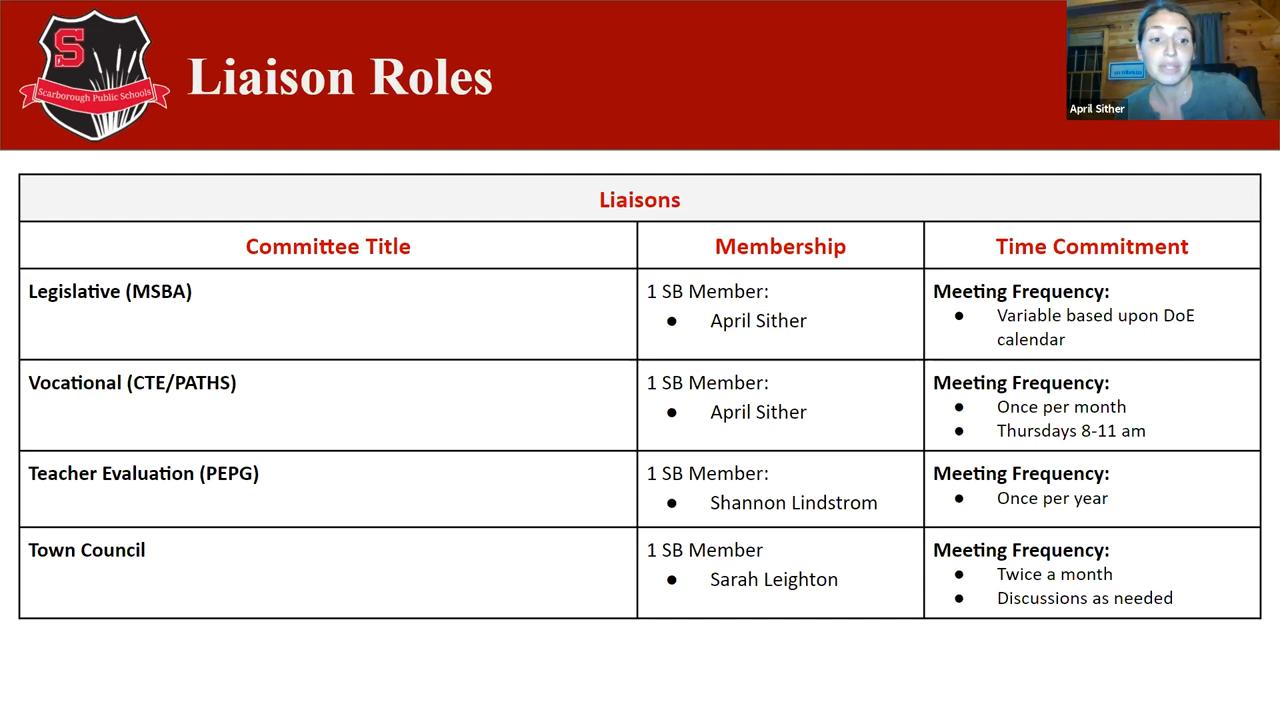 S
Scarborough Public Schools
Liaison Roles
April Sither
Liaisons
Committee Title
Membership
Time Commitment
Legislative (MSBA)
1 SB Member:
● April Sither
Meeting Frequency:
● Variable based upon DoE
calendar
Vocational (CTE/PATHS)
1 SB Member:
● April Sither
Meeting Frequency:
● Once per month
● Thursdays 8-11 am
Teacher Evaluation (PEPG)
1 SB Member:
● Shannon Lindstrom
Meeting Frequency:
● Once per year
Town Council
1 SB Member
● Sarah Leighton
Meeting Frequency:
● Twice a month
● Discussions as needed